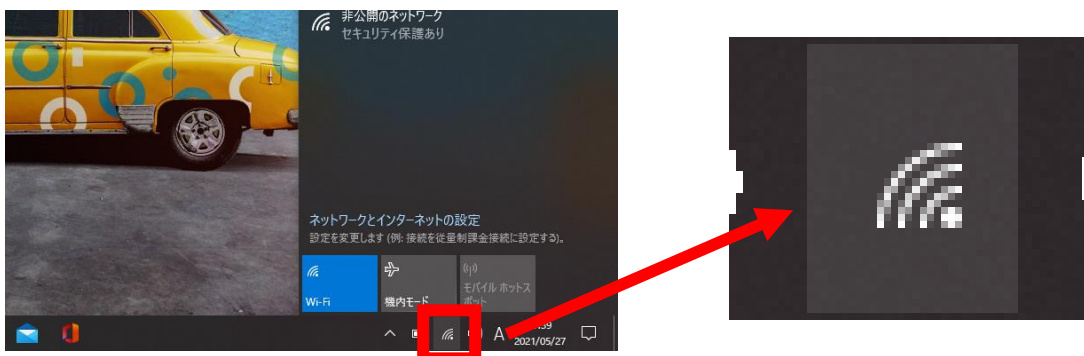 非公開のネットワーク
セキュリティ保護あり
ネットワークとインターネットの設定
設定を変更します (例: 接続を従量制課金接続に設定する)。
Wi-Fi
機内モード
モバイル ホットス
ポット
A
2021/05/27